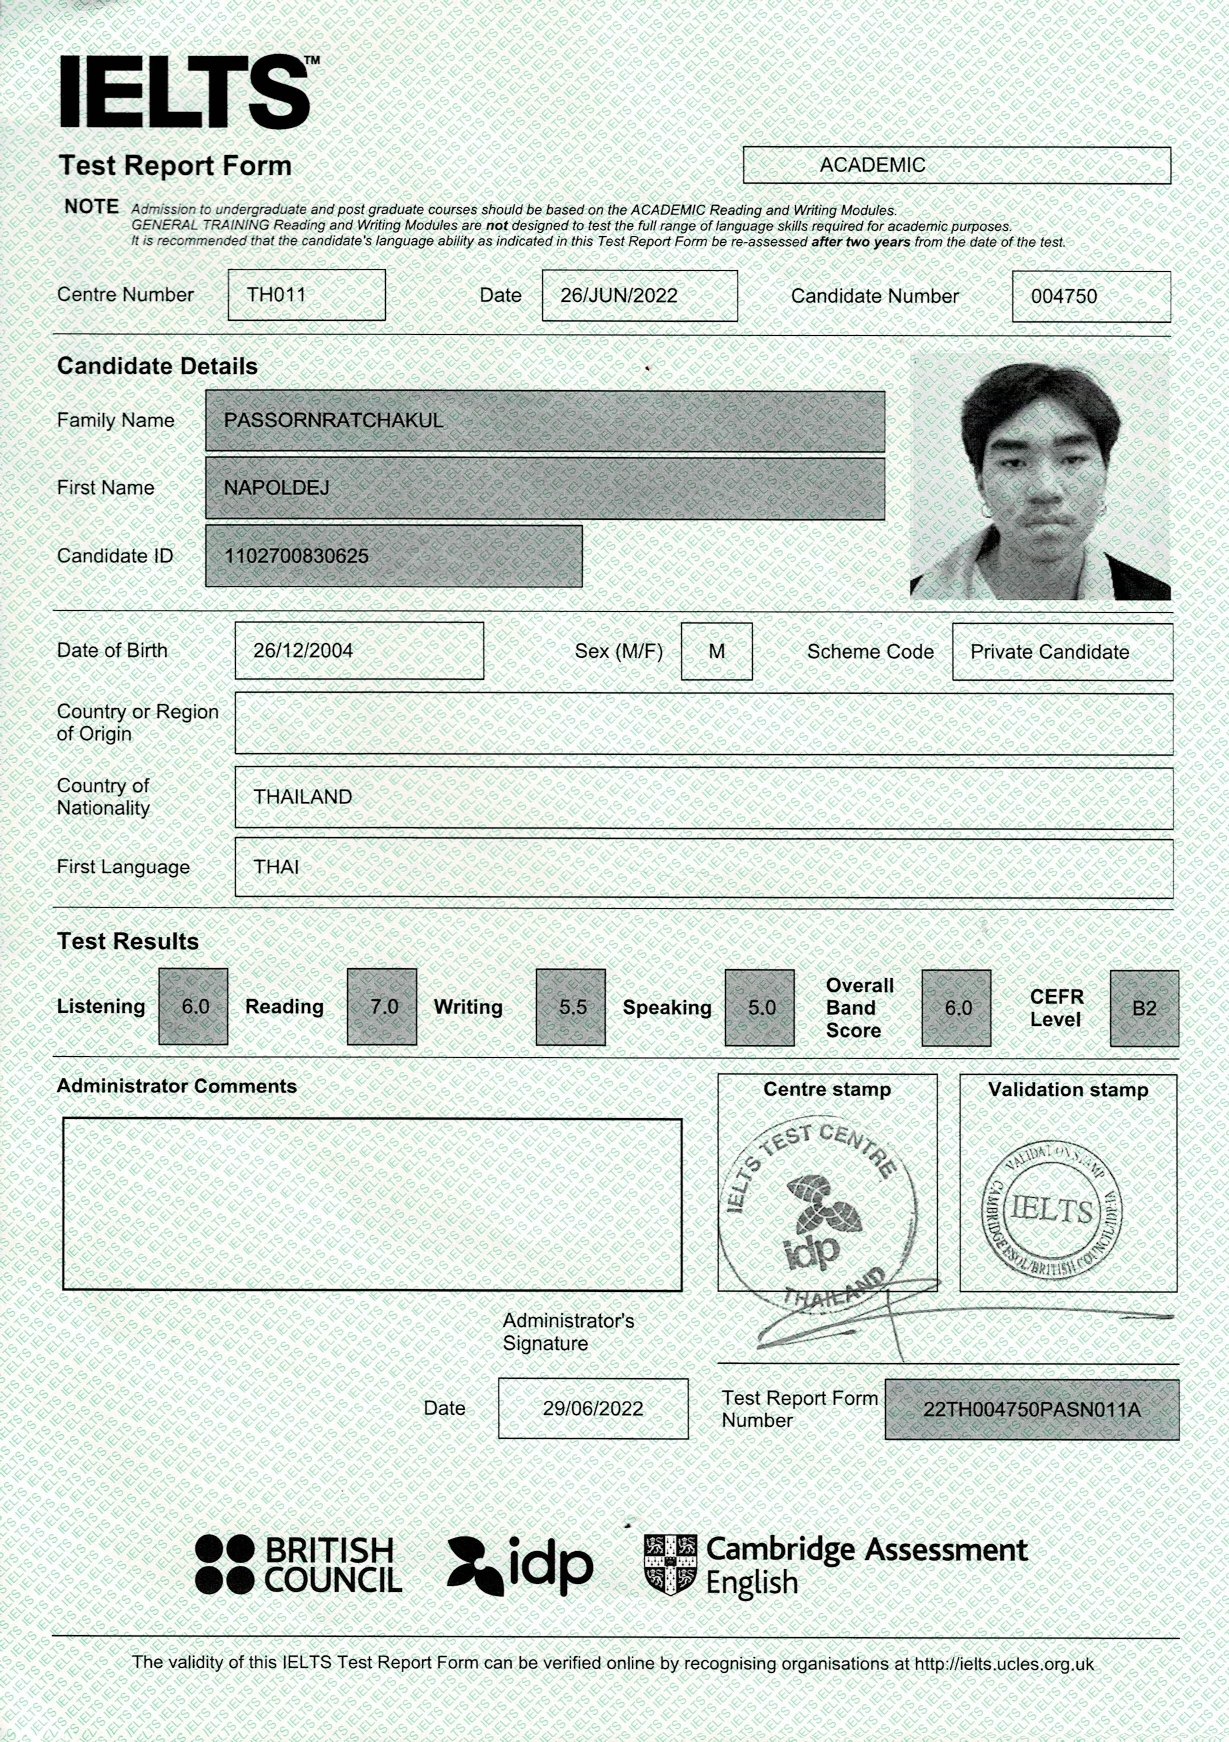 IELTS™
Test Report Form
ACADEMIC
NOTE Admission to undergraduate and post graduate courses should be based on the ACADEMIC Reading and Writing Modules.
GENERAL TRAINING Reading and Writing Modules are not designed to test the full range of language skills required for academic purposes.
It is recommended that the candidate's language ability as indicated in this Test Report Form be re-assessed after two years from the date of the test.
Centre Number TH011 Date 26/JUN/2022 Candidate Number 004750
Candidate Details
Family Name PASSORNRATCHAKUL
First Name NAPOLDEJ
Candidate ID 1102700830625
Date of Birth 26/12/2004 Sex (M/F) M Scheme Code Private Candidate
Country or Region
of Origin
Country of
Nationality THAILAND
First Language THAI
Test Results
Listening 6.0 Reading 7.0 Writing 5.5 Speaking 5.0 Overall Band Score 6.0 CEFR Level B2
Administrator Comments
Centre stamp
IELTS TEST CENTRE
idp
THAILAND
Validation stamp
VALIDATION STAMP
IELTS
CAMBRIDGE ESOL/BRITISH COUNCIL/IDP:IA
Administrator's
Signature
Date 29/06/2022
Test Report Form
Number 22TH004750PASN011A
BRITISH
COUNCIL
idp
Cambridge Assessment
English
The validity of this IELTS Test Report Form can be verified online by recognising organisations at http://ielts.ucles.org.uk